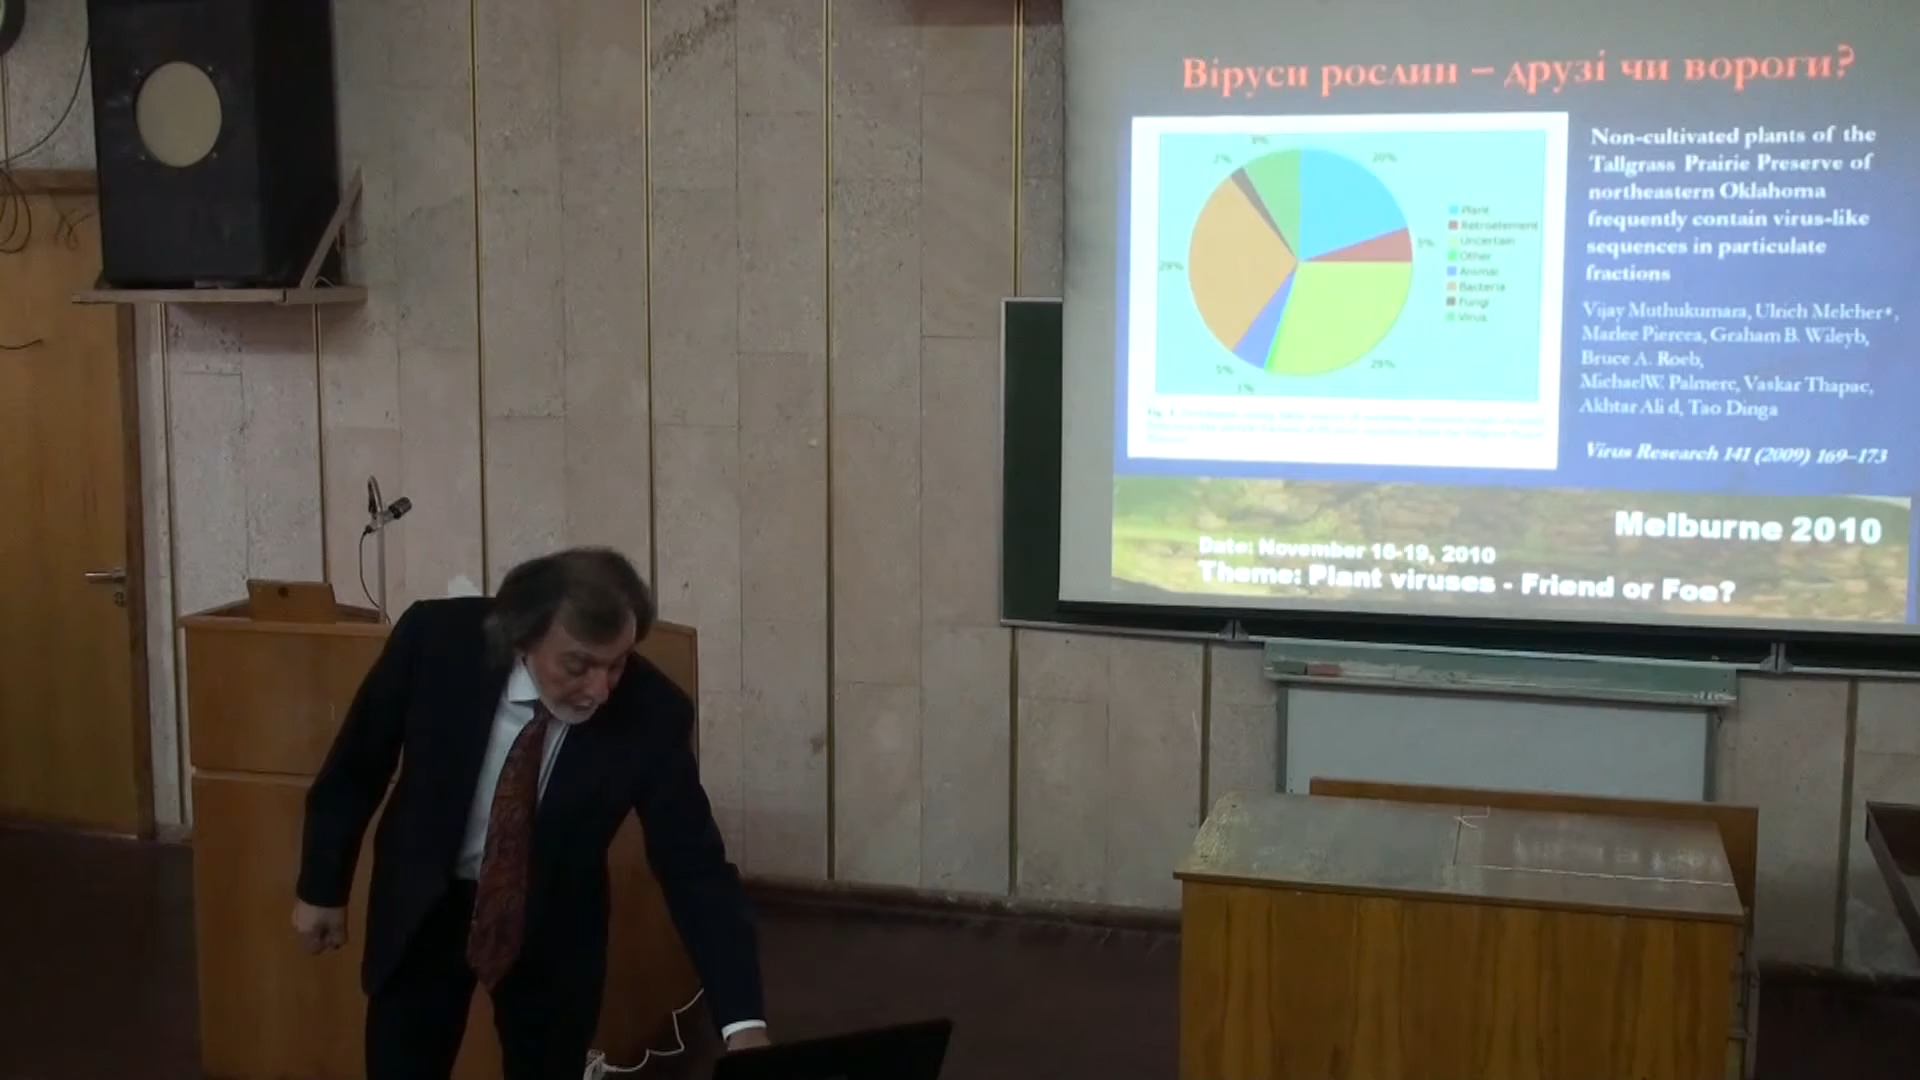 Віруси рослин – друзі чи вороги?
8%
2%
20%
5%
29%
29%
5%
1%
Plant
Retroelement
Uncertain
Other
Animal
Bacteria
Fungi
Virus
Non-cultivated plants of the
Tallgrass Prairie Preserve of
northeastern Oklahoma
frequently contain virus-like
sequences in particulate
fractions
Vijay Muthukumara, Ulrich Melcher*,
Marlee Piercea, Graham B. Wileyb,
Bruce A. Roeb,
MichaelW. Palmerc, Vaskar Thapac,
Akhtar Ali d, Tao Dinga
Virus Research 141 (2009) 169–173
Melburne 2010
Date: November 16-19, 2010
Theme: Plant viruses - Friend or Foe?